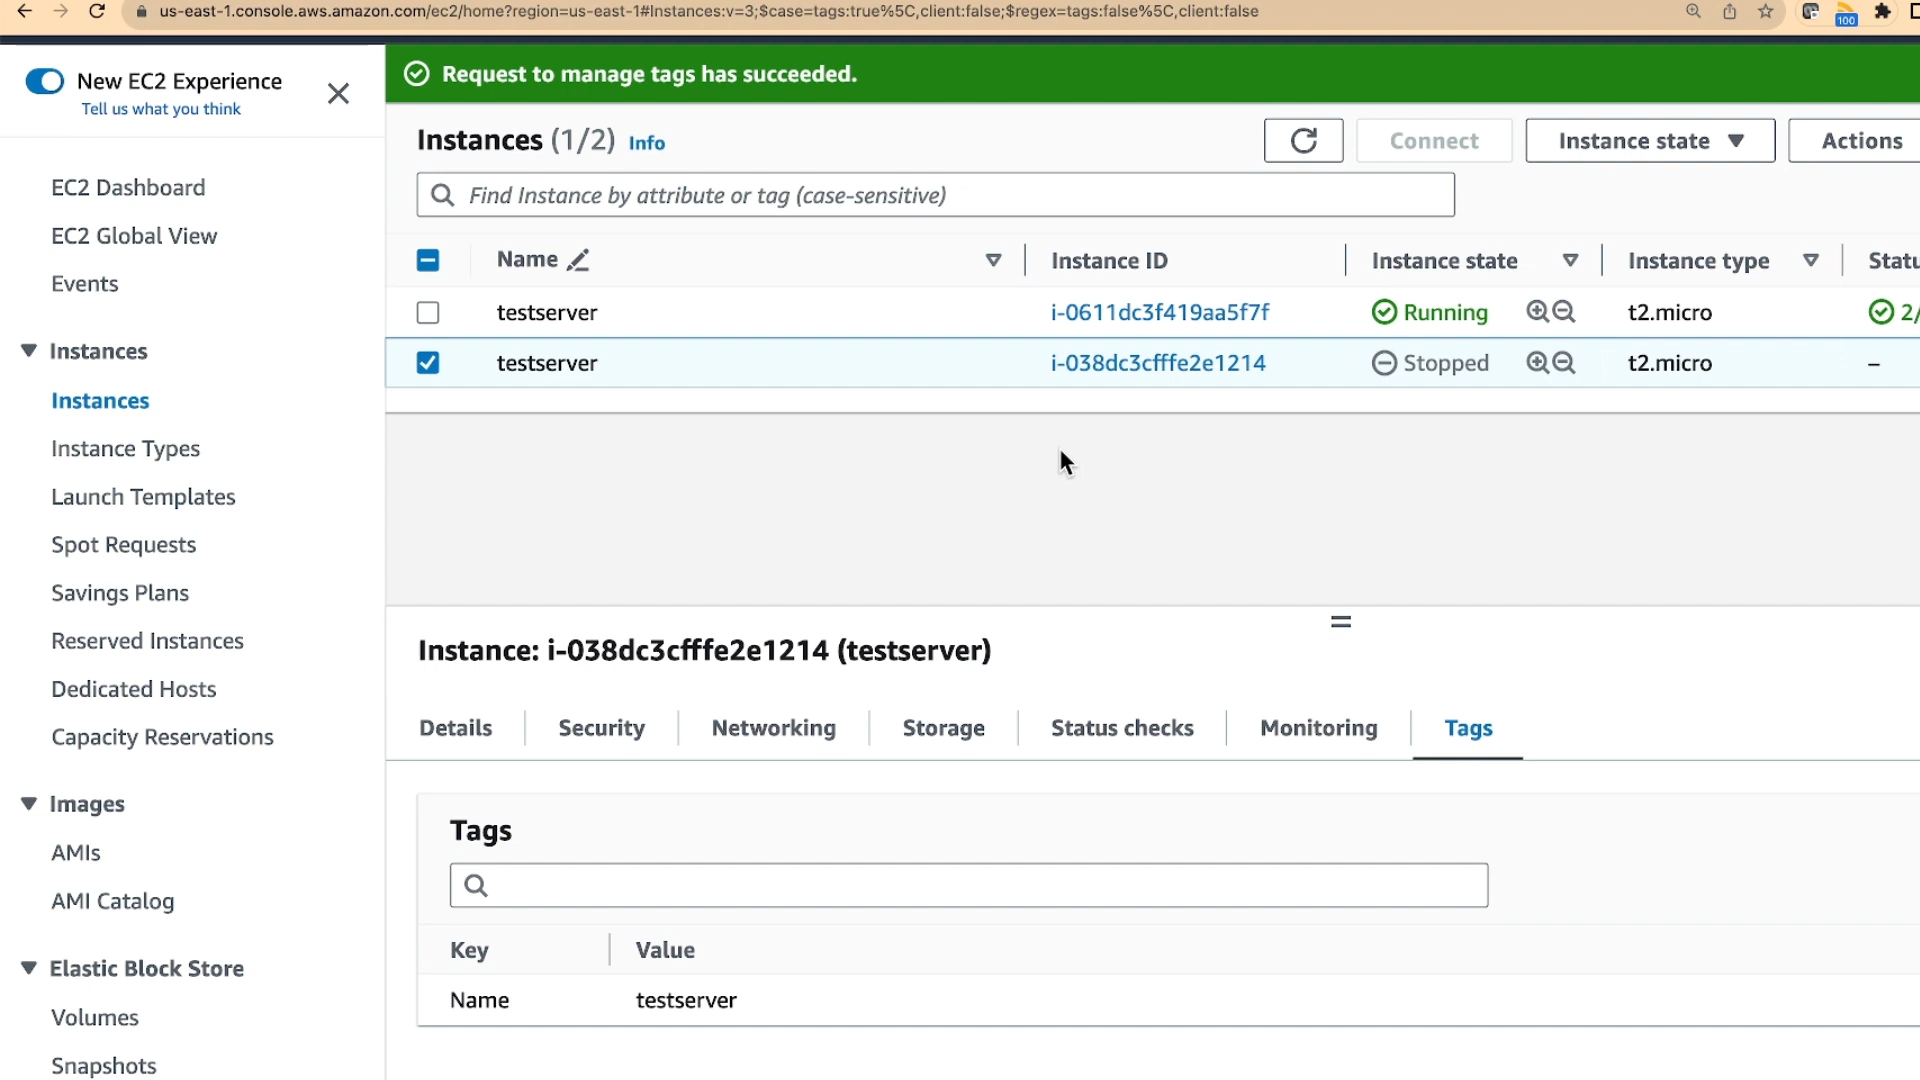 us-east-1.console.aws.amazon.com/ec2/home?region=us-east-1#Instances:v=3;$case=tags:true%5C,client:false;$regex=tags:false%5C,client:false
100
New EC2 Experience
Tell us what you think
EC2 Dashboard
EC2 Global View
Events
Instances
Instances
Instance Types
Launch Templates
Spot Requests
Savings Plans
Reserved Instances
Dedicated Hosts
Capacity Reservations
Images
AMIs
AMI Catalog
Elastic Block Store
Volumes
Snapshots
Request to manage tags has succeeded.
Instances (1/2) Info
Connect
Instance state
Actions
Find Instance by attribute or tag (case-sensitive)
Name Instance ID Instance state Instance type Statu
testserver i-0611dc3f419aa5f7f Running t2.micro 2/
testserver i-038dc3cfffe2e1214 Stopped t2.micro –
Instance: i-038dc3cfffe2e1214 (testserver)
Details Security Networking Storage Status checks Monitoring Tags
Tags
Key Value
Name testserver